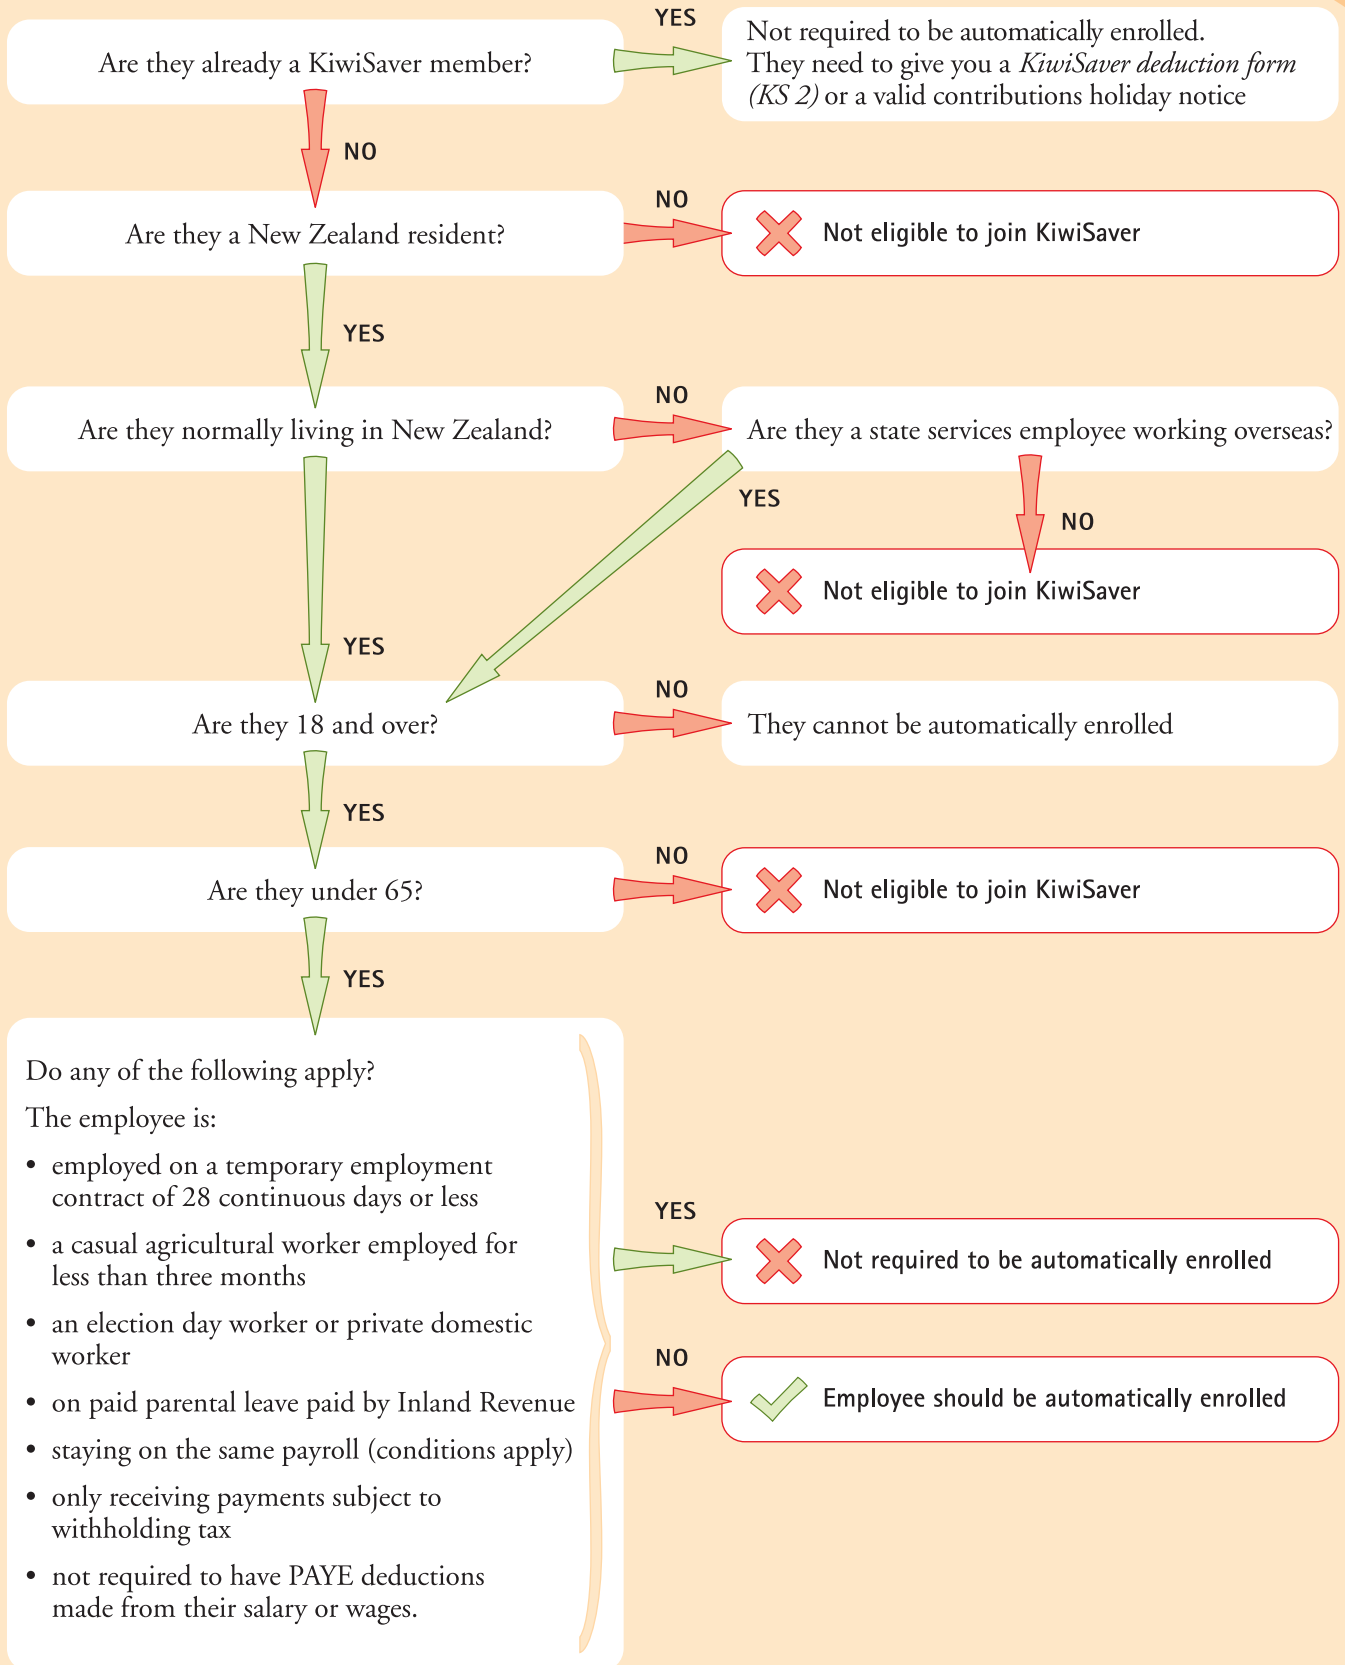 Are they already a KiwiSaver member?
YES
Not required to be automatically enrolled.
They need to give you a KiwiSaver deduction form
(KS 2) or a valid contributions holiday notice
NO
Are they a New Zealand resident?
NO
Not eligible to join KiwiSaver
YES
Are they normally living in New Zealand?
NO
Are they a state services employee working overseas?
YES
NO
Not eligible to join KiwiSaver
YES
Are they 18 and over?
NO
They cannot be automatically enrolled
YES
Are they under 65?
NO
Not eligible to join KiwiSaver
YES
Do any of the following apply?
The employee is:
• employed on a temporary employment
contract of 28 continuous days or less
• a casual agricultural worker employed for
less than three months
• an election day worker or private domestic
worker
• on paid parental leave paid by Inland Revenue
• staying on the same payroll (conditions apply)
• only receiving payments subject to
withholding tax
• not required to have PAYE deductions
made from their salary or wages.
YES
Not required to be automatically enrolled
NO
Employee should be automatically enrolled